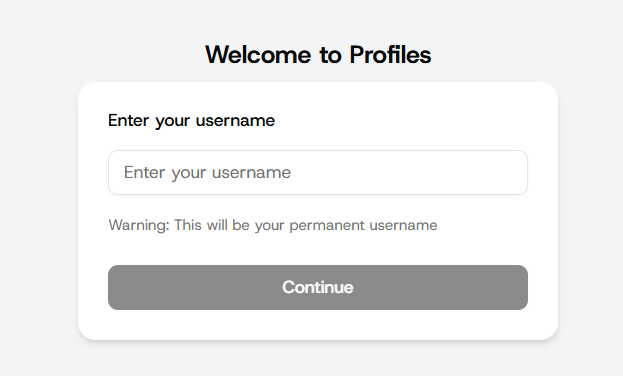 Welcome to Profiles
Enter your username
Enter your username
Warning: This will be your permanent username
Continue